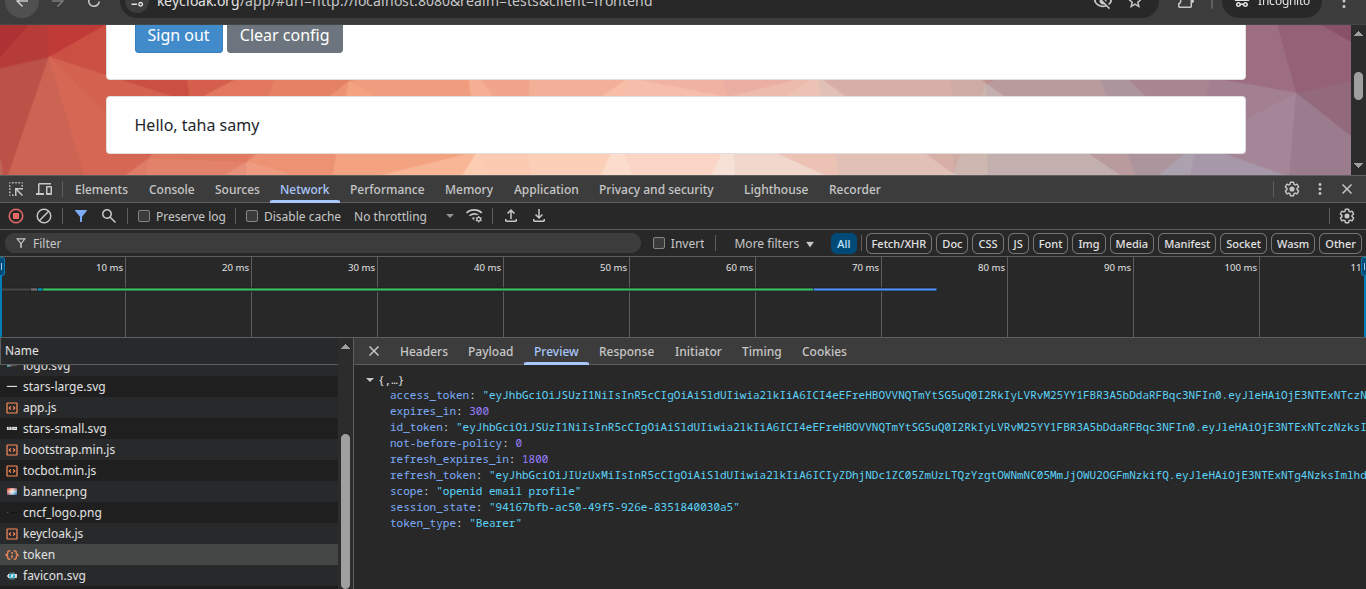 keycloak.org/app/#url=http://localhost:8080&realm=tests&client=frontend
Incognito
Sign out Clear config
Hello, taha samy
Elements Console Sources Network Performance Memory Application Privacy and security Lighthouse Recorder
Preserve log Disable cache No throttling
Filter Invert More filters All Fetch/XHR Doc CSS JS Font Img Media Manifest Socket Wasm Other
10 ms 20 ms 30 ms 40 ms 50 ms 60 ms 70 ms 80 ms 90 ms 100 ms 11
Name
Headers Payload Preview Response Initiator Timing Cookies
logo.svg
stars-large.svg
app.js
stars-small.svg
bootstrap.min.js
tocbot.min.js
banner.png
cncf_logo.png
keycloak.js
token
favicon.svg
{,…}
access_token: "eyJhbGciOiJSUzI1NiIsInR5cCIgOiAiSldUIiwia2lkIiA6ICI4eEFreHBOVVNQTmYtSG5uQ0I2RkIyLVRvM25YY1FBR3A5bDdaRFBqc3NFIn0.eyJleHAiOjE3NTExNTczN
expires_in: 300
id_token: "eyJhbGciOiJSUzI1NiIsInR5cCIgOiAiSldUIiwia2lkIiA6ICI4eEFreHBOVVNQTmYtSG5uQ0I2RkIyLVRvM25YY1FBR3A5bDdaRFBqc3NFIn0.eyJleHAiOjE3NTExNTczNzksI
not-before-policy: 0
refresh_expires_in: 1800
refresh_token: "eyJhbGciOiJIUzUxMiIsInR5cCIgOiAiSldUIiwia2lkIiA6ICIyZDhjNDc1ZC05ZmUzLTQzYzgtOWNmNC05MmJjOWU2OGFmNzkifQ.eyJleHAiOjE3NTExNTg4NzksImlhd
scope: "openid email profile"
session_state: "94167bfb-ac50-49f5-926e-8351840030a5"
token_type: "Bearer"